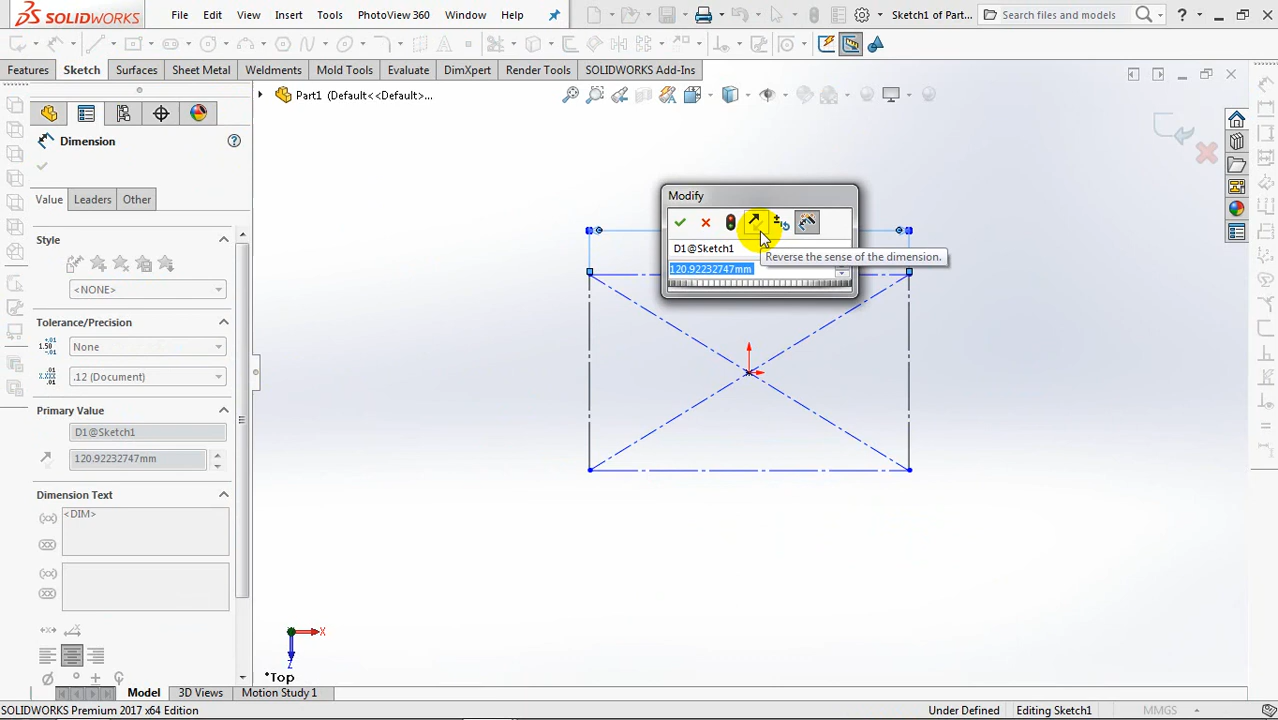 SOLIDWORKS File Edit View Insert Tools PhotoView 360 Window Help Sketch1 of Part... Search files and models ?
Features Sketch Surfaces Sheet Metal Weldments Mold Tools Evaluate DimXpert Render Tools SOLIDWORKS Add-Ins
Part1 (Default<<Default>...
Dimension
Value Leaders Other
Style
<NONE>
Tolerance/Precision
None
.12 (Document)
Primary Value
D1@Sketch1
120.92232747mm
Dimension Text
<DIM>
Modify
D1@Sketch1
120.92232747mm
Reverse the sense of the dimension.
X
Z
*Top
Model 3D Views Motion Study 1
SOLIDWORKS Premium 2017 x64 Edition Under Defined Editing Sketch1 MMGS